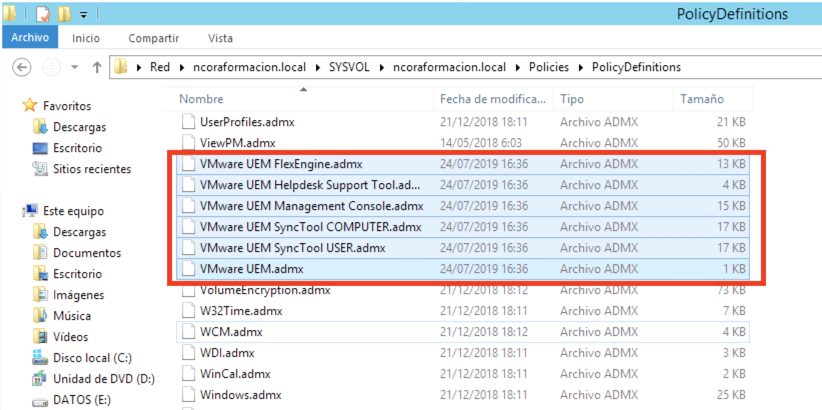 PolicyDefinitions
Archivo Inicio Compartir Vista
Red ncoraformacion.local SYSVOL ncoraformacion.local Policies PolicyDefinitions
Favoritos
Descargas
Escritorio
Sitios recientes
Este equipo
Descargas
Documentos
Escritorio
Imágenes
Música
Vídeos
Disco local (C:)
Unidad de DVD (D:)
DATOS (E:)
Nombre Fecha de modifica... Tipo Tamaño
UserProfiles.admx 21/12/2018 18:11 Archivo ADMX 21 KB
ViewPM.admx 14/05/2018 6:03 Archivo ADMX 50 KB
VMware UEM FlexEngine.admx 24/07/2019 16:36 Archivo ADMX 13 KB
VMware UEM Helpdesk Support Tool.ad... 24/07/2019 16:36 Archivo ADMX 4 KB
VMware UEM Management Console.admx 24/07/2019 16:36 Archivo ADMX 15 KB
VMware UEM SyncTool COMPUTER.admx 24/07/2019 16:36 Archivo ADMX 17 KB
VMware UEM SyncTool USER.admx 24/07/2019 16:36 Archivo ADMX 17 KB
VMware UEM.admx 24/07/2019 16:36 Archivo ADMX 1 KB
VolumeEncryption.admx 21/12/2018 18:12 Archivo ADMX 73 KB
W32Time.admx 21/12/2018 18:11 Archivo ADMX 7 KB
WCM.admx 21/12/2018 18:12 Archivo ADMX 4 KB
WDI.admx 21/12/2018 18:11 Archivo ADMX 3 KB
WinCal.admx 21/12/2018 18:11 Archivo ADMX 2 KB
Windows.admx 21/12/2018 18:11 Archivo ADMX 25 KB